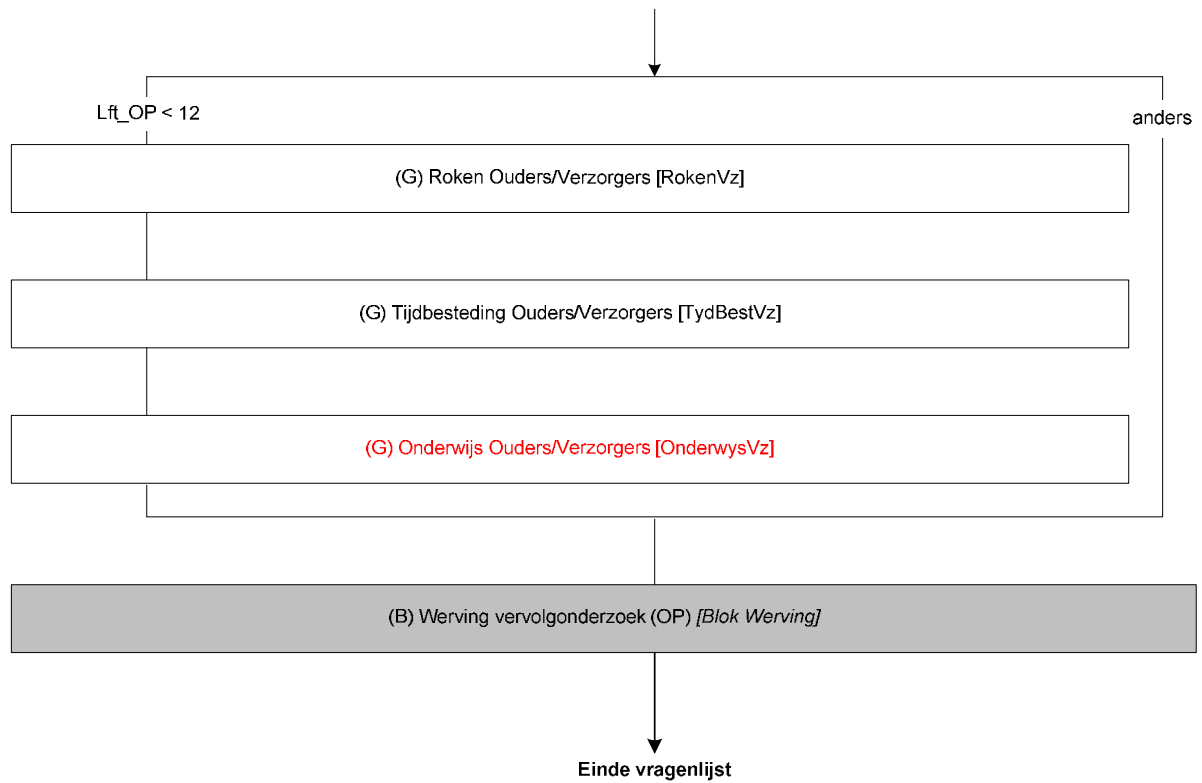 Lft_OP < 12
anders
(G) Roken Ouders/Verzorgers [RokenVz]
(G) Tijdbesteding Ouders/Verzorgers [TydBestVz]
(G) Onderwijs Ouders/Verzorgers [OnderwysVz]
(B) Werving vervolgonderzoek (OP) [Blok Werving]
Einde vragenlijst